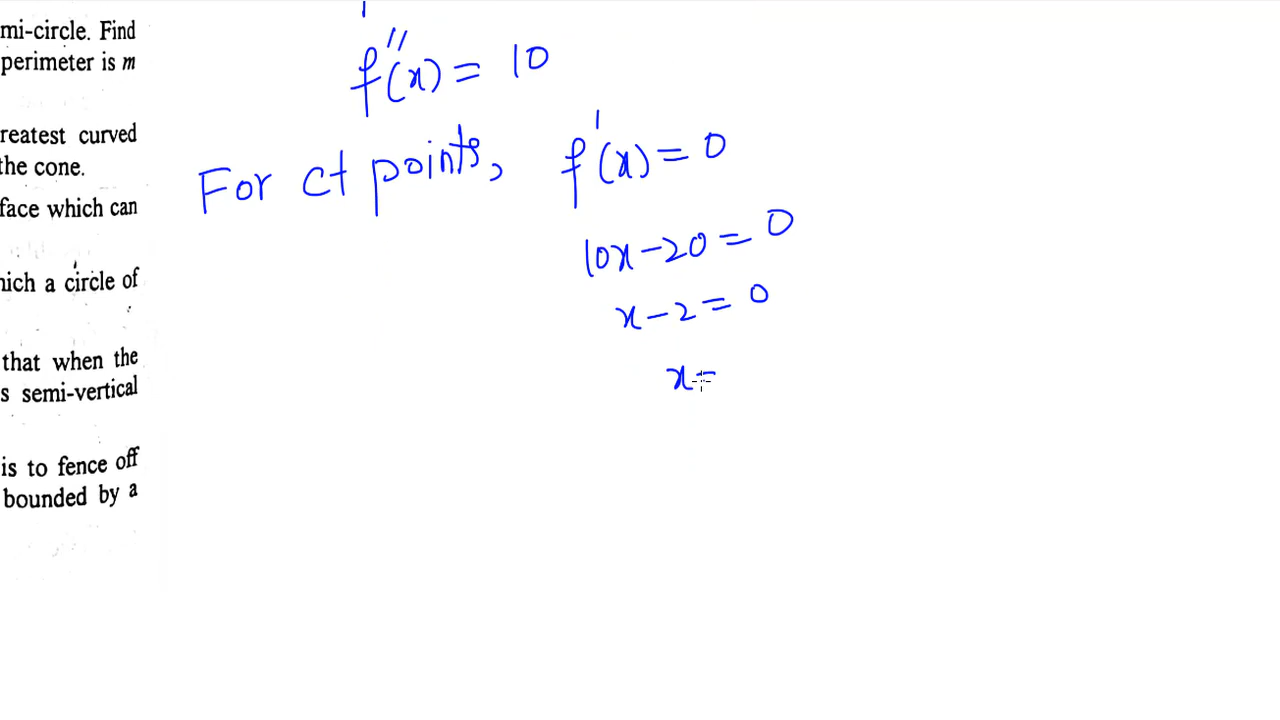 mi-circle. Find
perimeter is m
reatest curved
the cone.
face which can
hich a circle of
that when the
s semi-vertical
is to fence off
bounded by a
f''(x) = 10
For ct points, f'(x) = 0
10x - 20 = 0
x - 2 = 0
x =